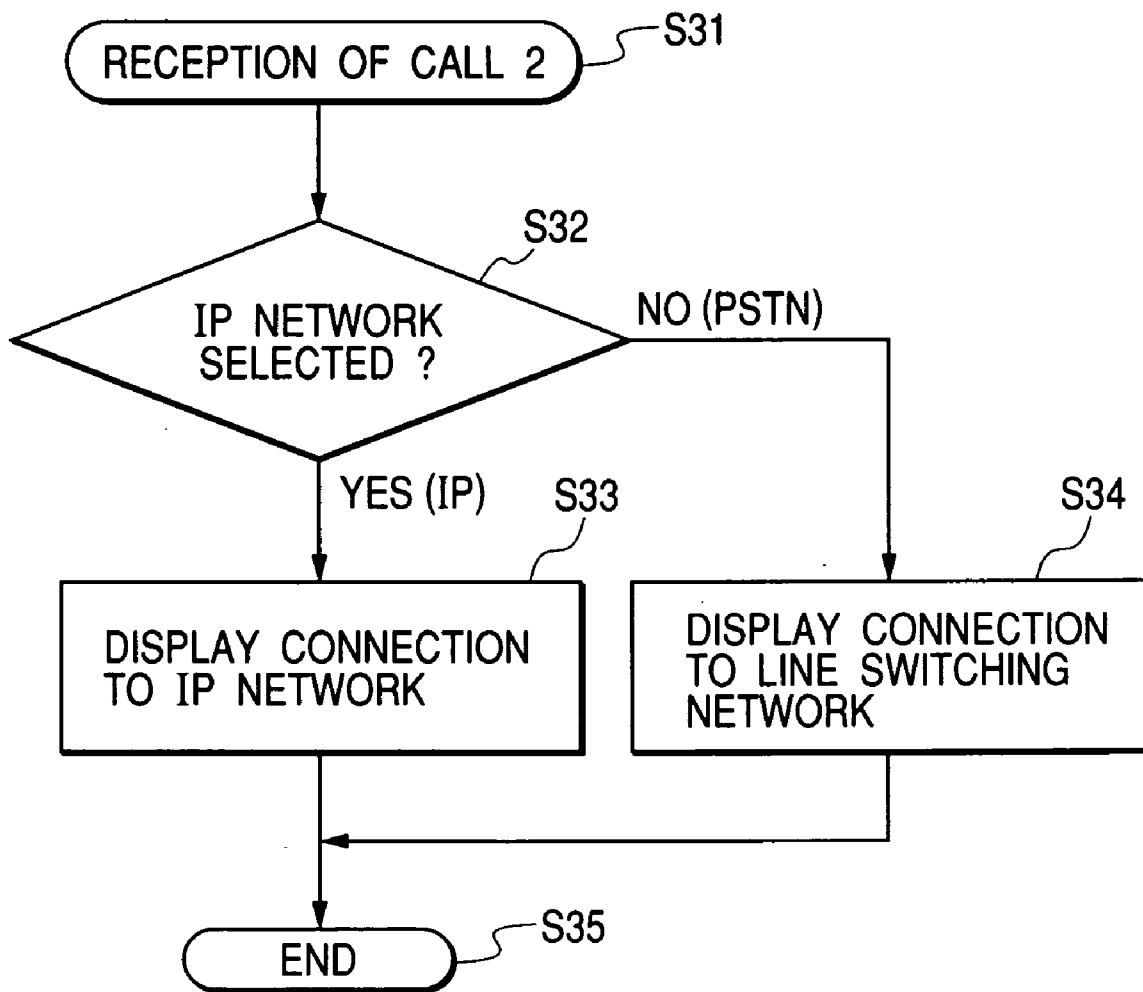 RECEPTION OF CALL 2
S31
S32
IP NETWORK
SELECTED ?
NO (PSTN)
YES (IP)
S33
S34
DISPLAY CONNECTION
TO IP NETWORK
DISPLAY CONNECTION
TO LINE SWITCHING
NETWORK
END
S35